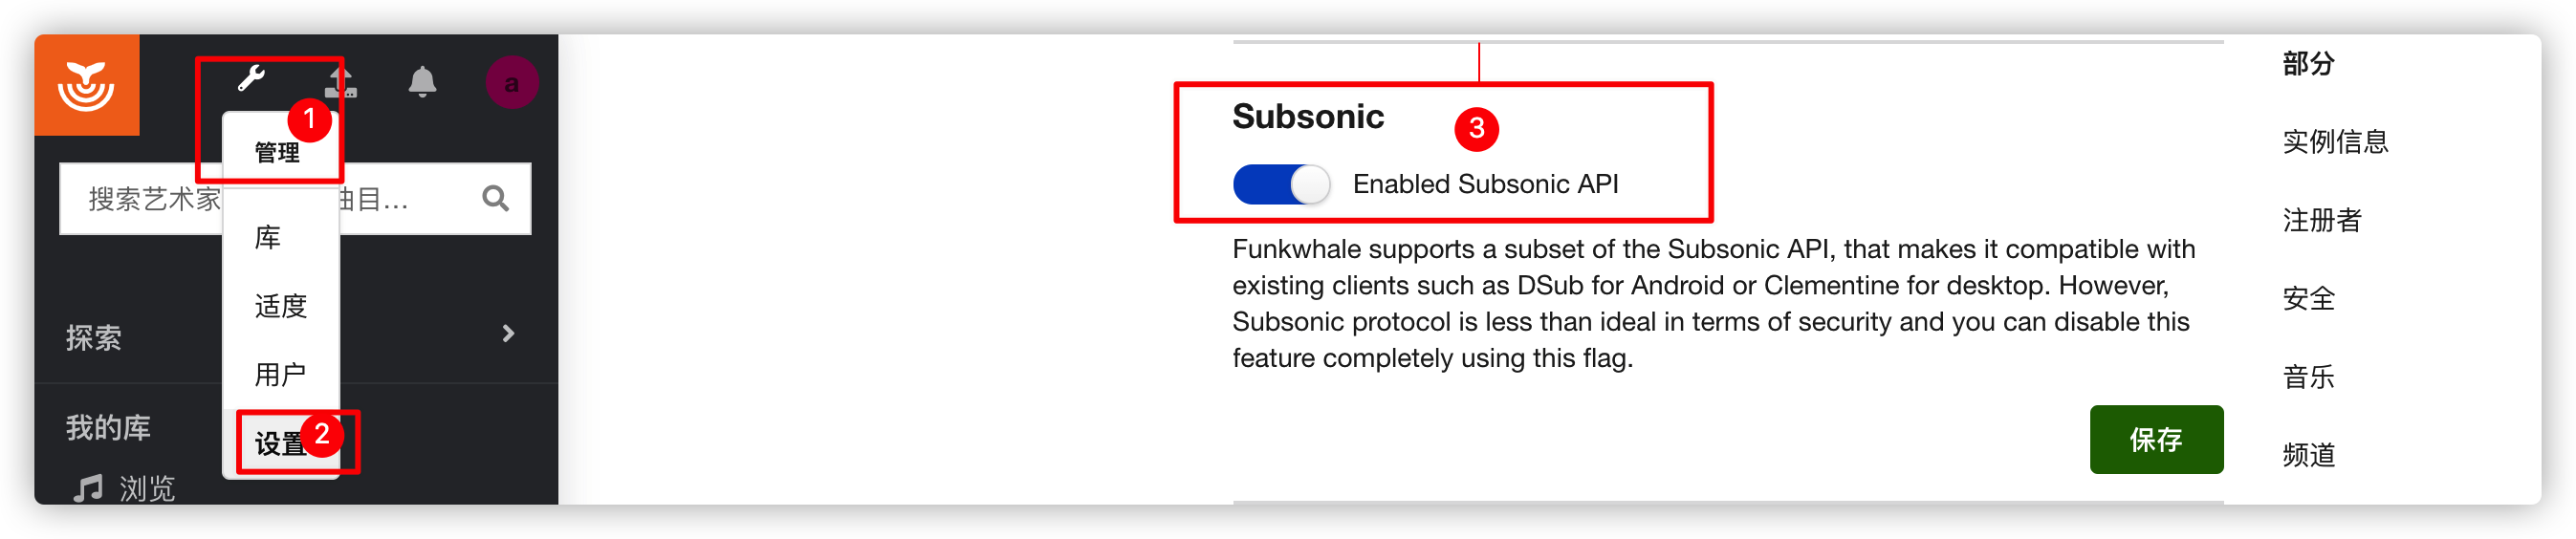 a
1
管理
搜索艺术家
曲目...
库
适度
探索
用户
我的库
设置
2
浏览
Subsonic
3
Enabled Subsonic API
Funkwhale supports a subset of the Subsonic API, that makes it compatible with
existing clients such as DSub for Android or Clementine for desktop. However,
Subsonic protocol is less than ideal in terms of security and you can disable this
feature completely using this flag.
保存
部分
实例信息
注册者
安全
音乐
频道